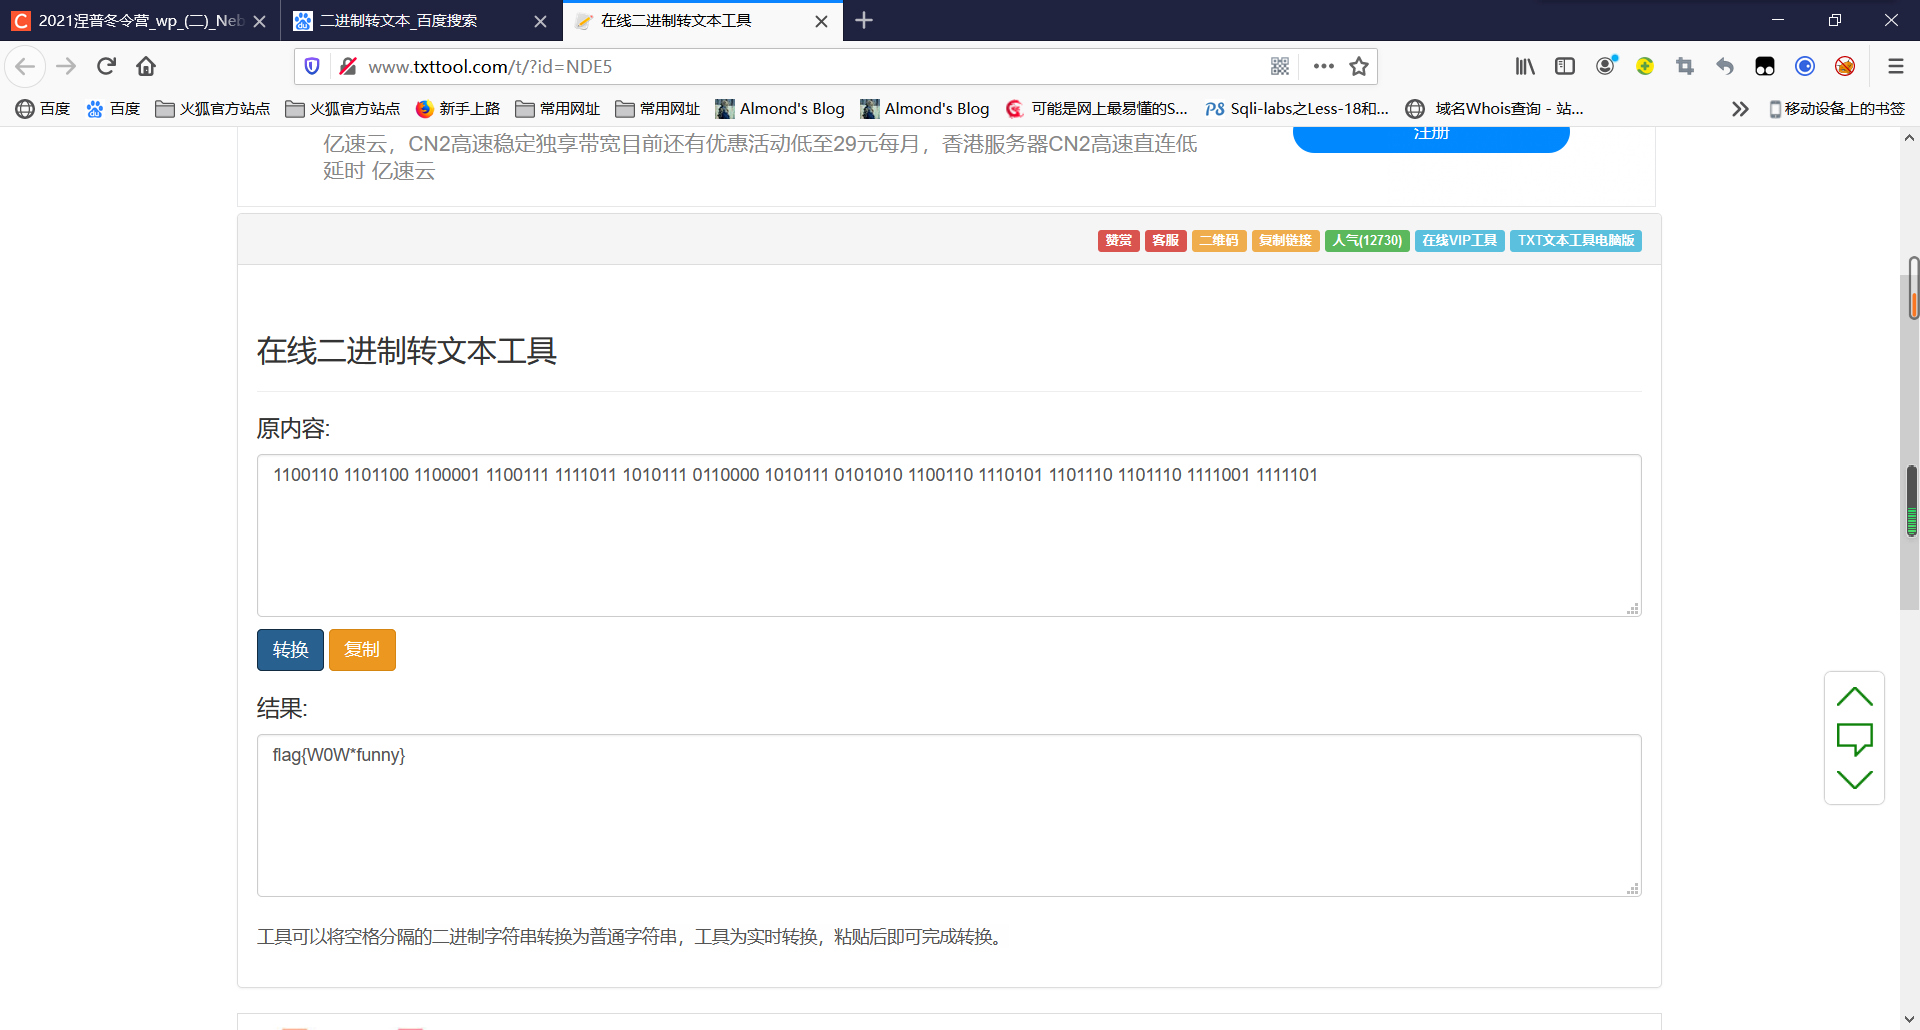 2021涅普冬令营_wp_(二)_Neb
二进制转文本_百度搜索
在线二进制转文本工具
www.txttool.com/t/?id=NDE5
百度
百度
火狐官方站点
火狐官方站点
新手上路
常用网址
常用网址
Almond's Blog
Almond's Blog
可能是网上最易懂的S...
Sqli-labs之Less-18和...
域名Whois查询 - 站...
移动设备上的书签
亿速云，CN2高速稳定独享带宽目前还有优惠活动低至29元每月，香港服务器CN2高速直连低
延时 亿速云
注册
赞赏 客服 二维码 复制链接 人气(12730) 在线VIP工具 TXT文本工具电脑版
在线二进制转文本工具
原内容:
1100110 1101100 1100001 1100111 1111011 1010111 0110000 1010111 0101010 1100110 1110101 1101110 1101110 1111001 1111101
转换 复制
结果:
flag{W0W*funny}
工具可以将空格分隔的二进制字符串转换为普通字符串，工具为实时转换，粘贴后即可完成转换。